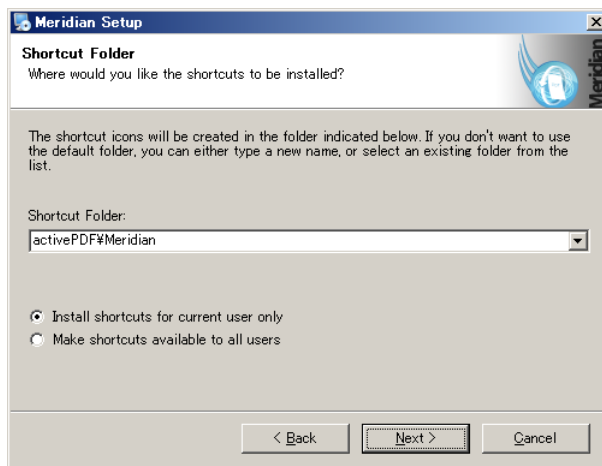 Meridian Setup
Shortcut Folder
Where would you like the shortcuts to be installed?
Meridian
The shortcut icons will be created in the folder indicated below. If you don't want to use
the default folder, you can either type a new name, or select an existing folder from the
list.
Shortcut Folder:
activePDF¥Meridian
Install shortcuts for current user only
Make shortcuts available to all users
< Back
Next >
Cancel